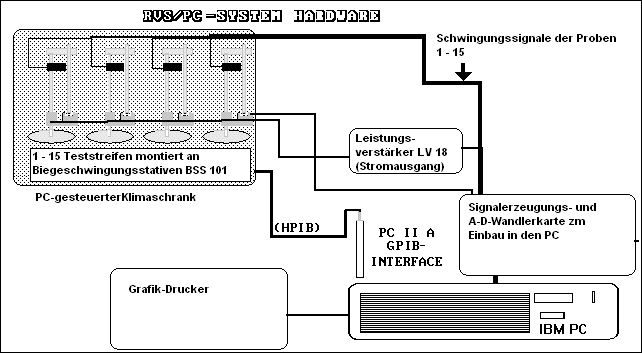 RVS/PC-SYSTEM HARDWARE
Schwingungssignale der Proben
1 - 15
Leistungs-
verstärker LV 18
(Stromausgang)
1 - 15 Teststreifen montiert an
Biegeschwingungsstativen BSS 101
PC-gesteuerterKlimaschrank
Signalerzeugungs- und
A-D-Wandlerkarte zm
Einbau in den PC
(HPIB)
PC II A
GPIB-
INTERFACE
Grafik-Drucker
IBM PC